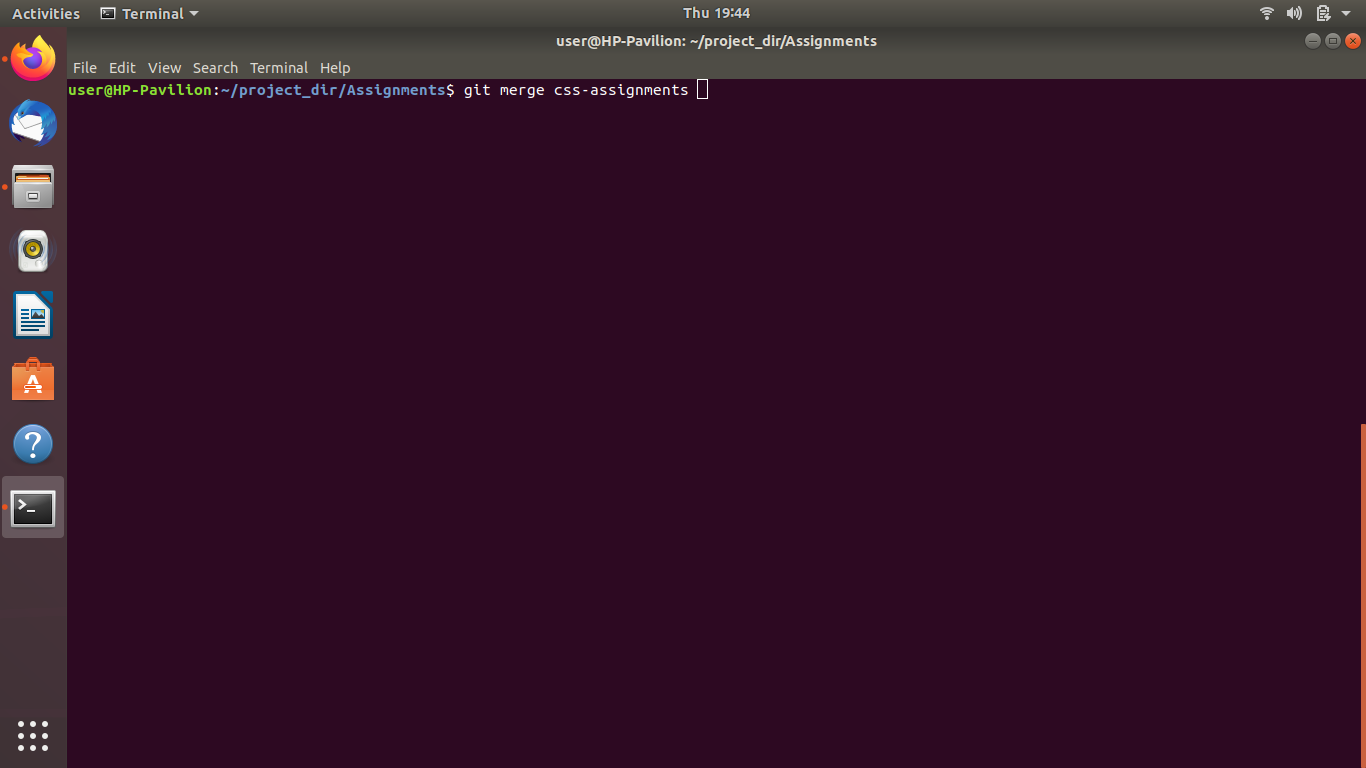 Activities Terminal Thu 19:44
user@HP-Pavilion: ~/project_dir/Assignments
File Edit View Search Terminal Help
user@HP-Pavilion:~/project_dir/Assignments$ git merge css-assignments